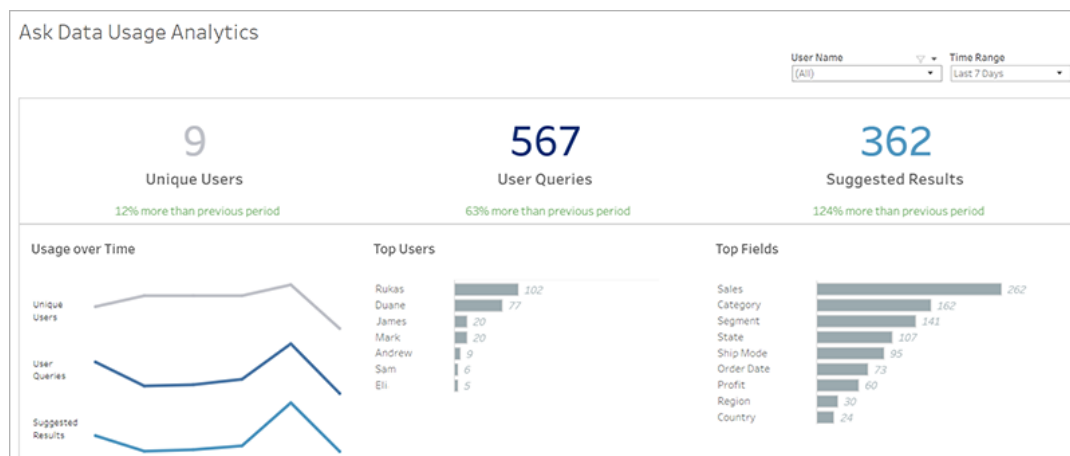 Ask Data Usage Analytics
User Name
Time Range
(All)
Last 7 Days
9
567
362
Unique Users
User Queries
Suggested Results
12% more than previous period
63% more than previous period
124% more than previous period
Usage over Time
Unique
Users
User
Queries
Suggested
Results
Top Users
Rukas 102
Duane 77
James 20
Mark 20
Andrew 9
Sam 6
Eli 5
Top Fields
Sales 262
Category 162
Segment 141
State 107
Ship Mode 95
Order Date 73
Profit 60
Region 30
Country 24